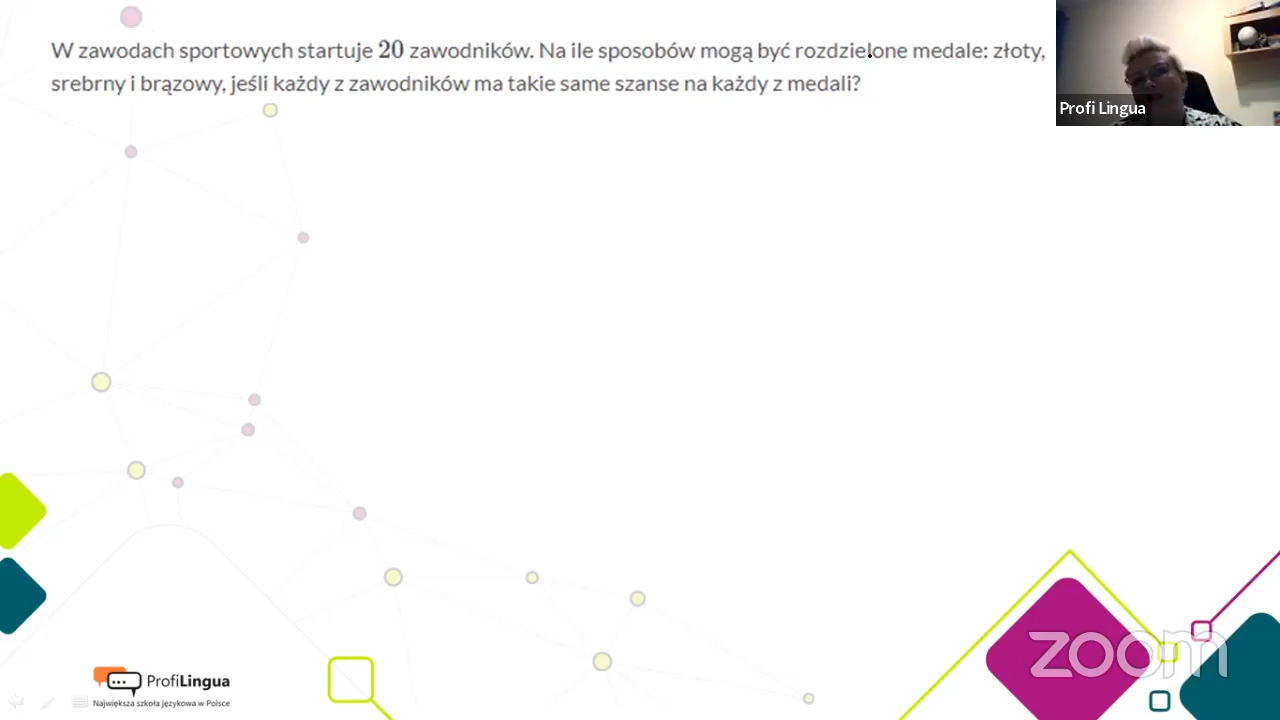 W zawodach sportowych startuje 20 zawodników. Na ile sposobów mogą być rozdzielone medale: złoty,
srebrny i brązowy, jeśli każdy z zawodników ma takie same szanse na każdy z medali?
Profi Lingua
zoom
ProfiLingua
Największa szkoła językowa w Polsce